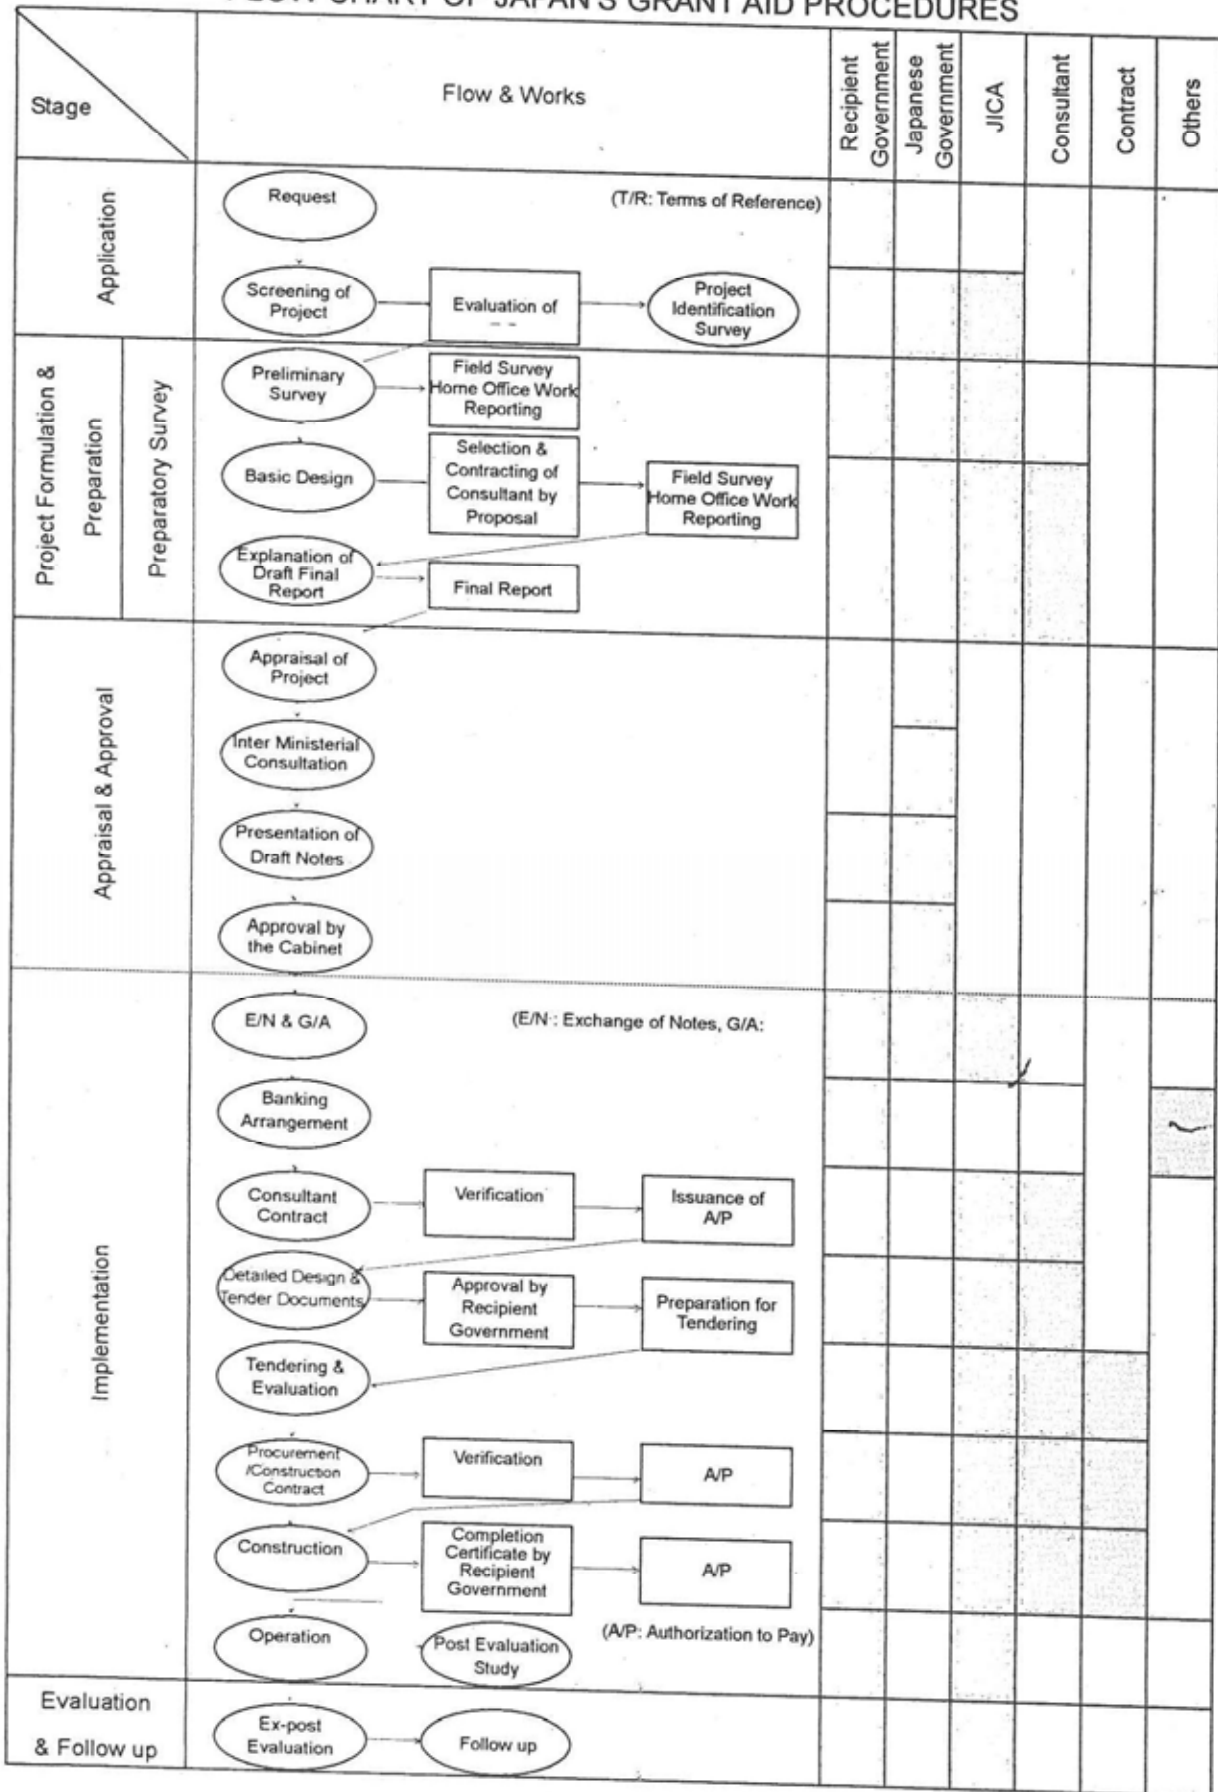 FLOW CHART OF JAPAN'S GRANT AID PROCEDURES
Stage
Flow & Works
Recipient
Government
Japanese
Government
JICA
Consultant
Contract
Others
Application
Request
(T/R: Terms of Reference)
Screening of
Project
Evaluation of
Project
Identification
Survey
Project Formulation &
Preparation
Preparatory Survey
Preliminary
Survey
Field Survey
Home Office Work
Reporting
Basic Design
Selection &
Contracting of
Consultant by
Proposal
Field Survey
Home Office Work
Reporting
Explanation of
Draft Final
Report
Final Report
Appraisal & Approval
Appraisal of
Project
Inter Ministerial
Consultation
Presentation of
Draft Notes
Approval by
the Cabinet
Implementation
E/N & G/A
(E/N : Exchange of Notes, G/A:
Banking
Arrangement
Consultant
Contract
Verification
Issuance of
A/P
Detailed Design &
Tender Documents
Approval by
Recipient
Government
Preparation for
Tendering
Tendering &
Evaluation
Procurement
/Construction
Contract
Verification
A/P
Construction
Completion
Certificate by
Recipient
Government
A/P
Operation
Post Evaluation
Study
(A/P: Authorization to Pay)
Evaluation
& Follow up
Ex-post
Evaluation
Follow up